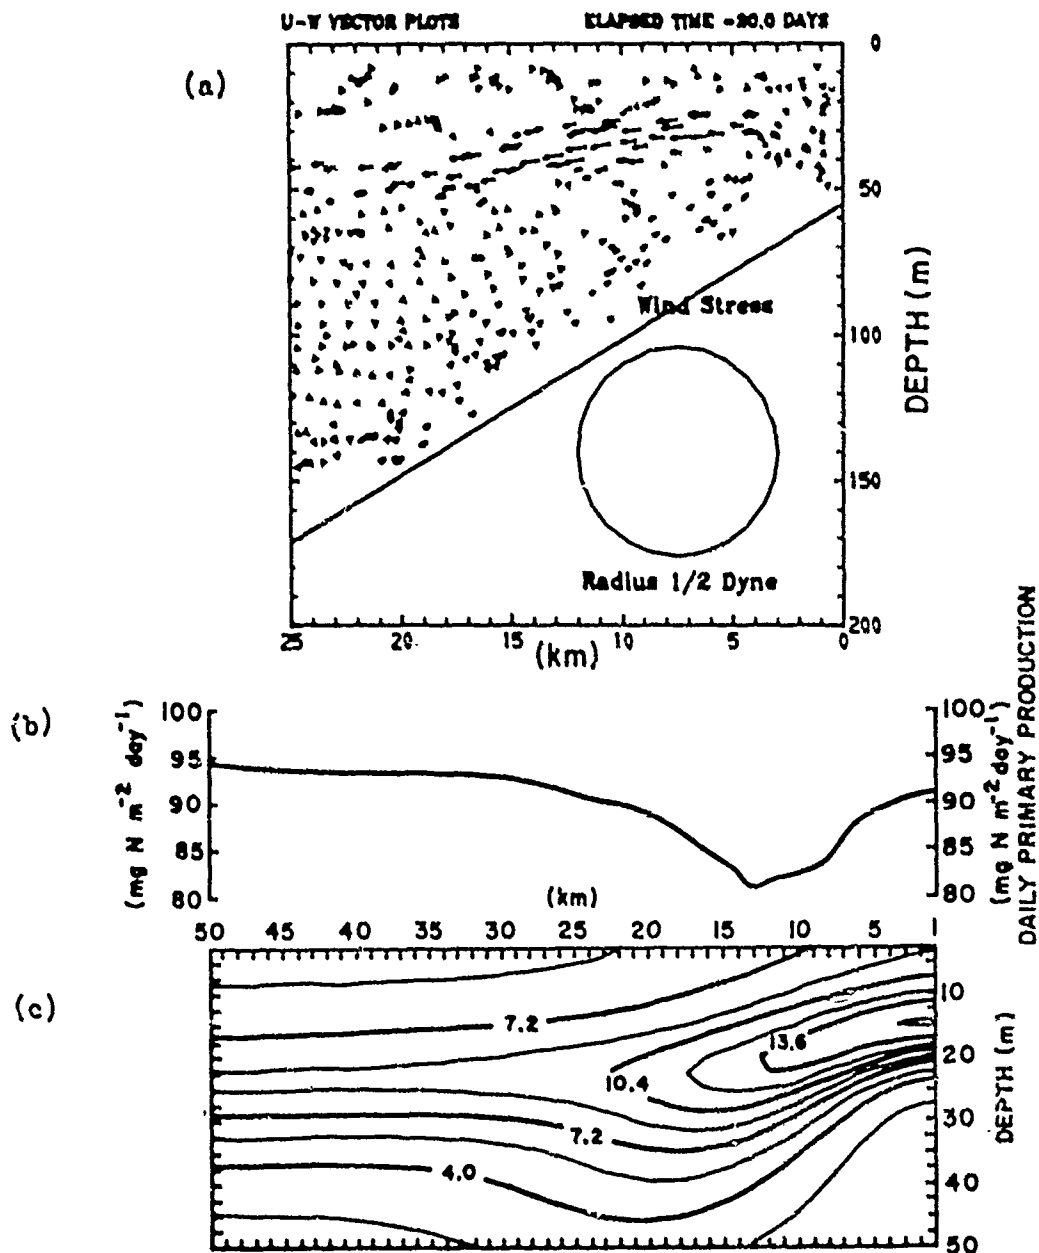 U-W VECTOR PLOTS ELAPSED TIME =20.0 DAYS
(a)
0
50
100
150
200
DEPTH (m)
Wind Stress
Radius 1/2 Dyne
25 20 15 10 5 0
(km)
(b)
100
95
90
85
80
(mg N m⁻² day⁻¹)
100
95
90
85
80
(mg N m⁻² day⁻¹)
DAILY PRIMARY PRODUCTION
(km)
50 45 40 35 30 25 20 15 10 5 1
(c)
7.2
13.6
10.4
7.2
4.0
10
20
30
40
50
DEPTH (m)